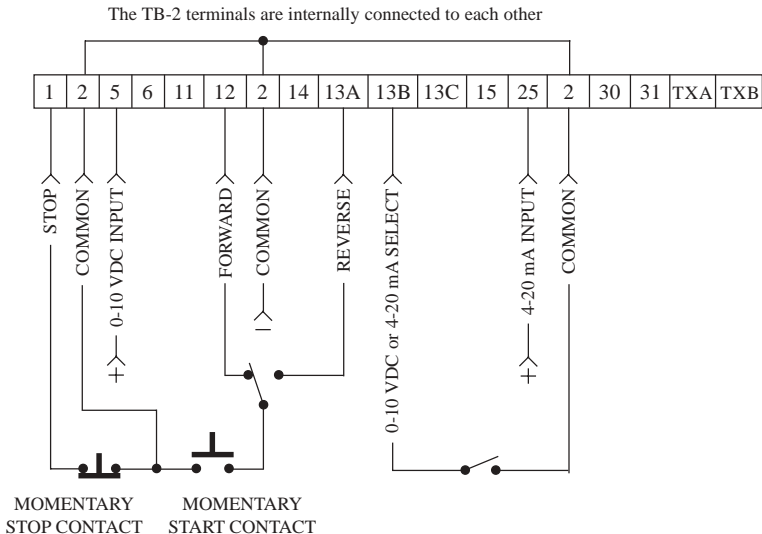 The TB-2 terminals are internally connected to each other
1 2 5 6 11 12 2 14 13A 13B 13C 15 25 2 30 31 TXA TXB
STOP
COMMON
0-10 VDC INPUT
FORWARD
COMMON
REVERSE
0-10 VDC or 4-20 mA SELECT
4-20 mA INPUT
COMMON
+
–
+
MOMENTARY
STOP CONTACT
MOMENTARY
START CONTACT